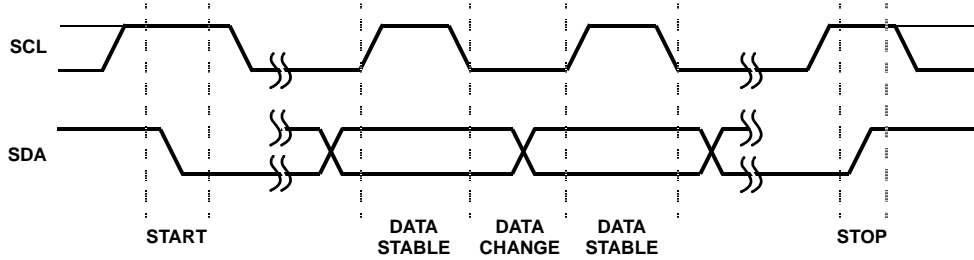 SCL
SDA
START
DATA
STABLE
DATA
CHANGE
DATA
STABLE
STOP